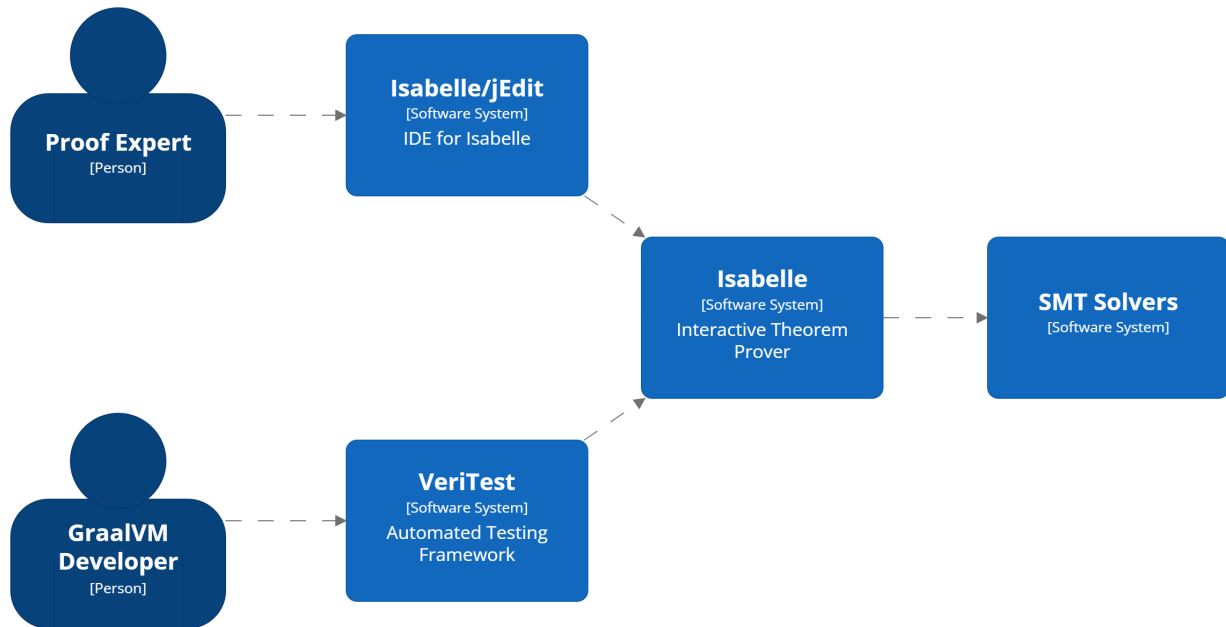 Proof Expert
[Person]
Isabelle/jEdit
[Software System]
IDE for Isabelle
Isabelle
[Software System]
Interactive Theorem
Prover
SMT Solvers
[Software System]
GraalVM
Developer
[Person]
VeriTest
[Software System]
Automated Testing
Framework